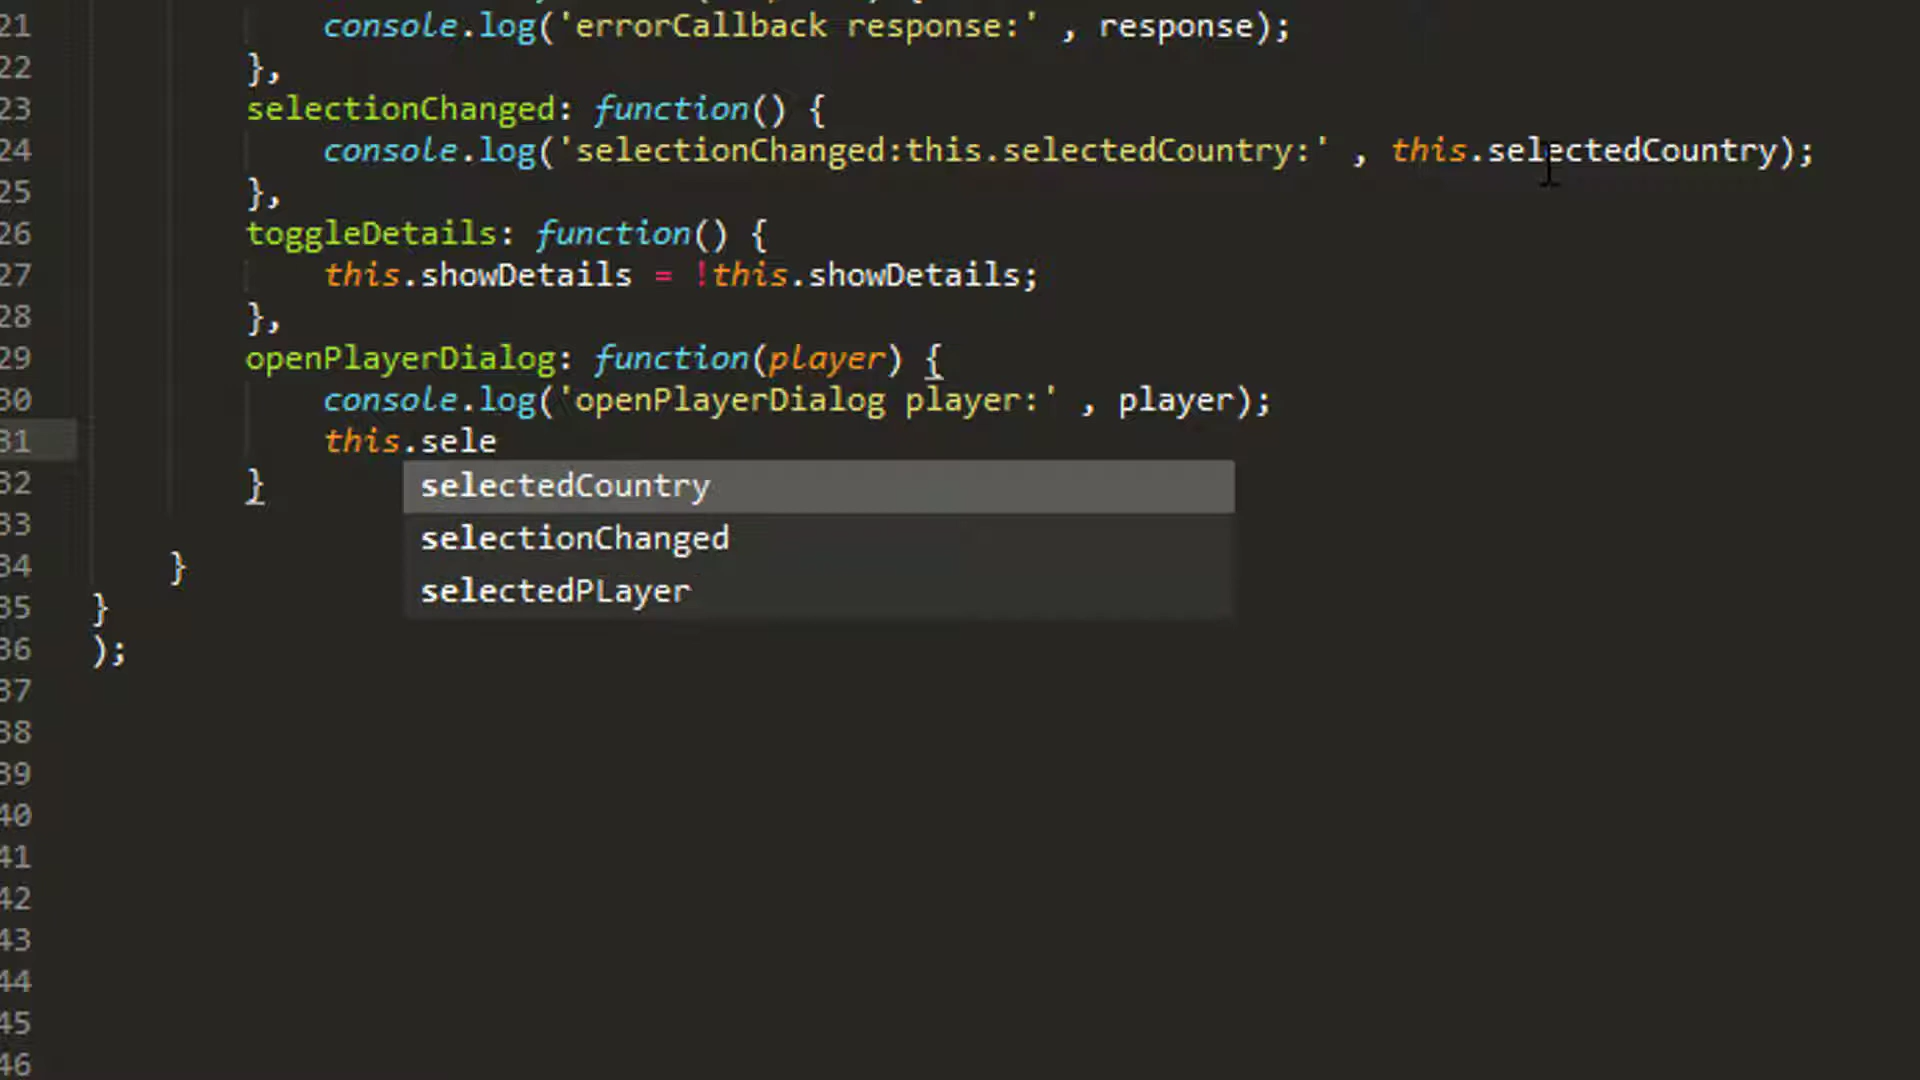 21 console.log('errorCallback response:' , response);
22 },
23 selectionChanged: function() {
24 console.log('selectionChanged:this.selectedCountry:' , this.selectedCountry);
25 },
26 toggleDetails: function() {
27 this.showDetails = !this.showDetails;
28 },
29 openPlayerDialog: function(player) {
30 console.log('openPlayerDialog player:' , player);
31 this.sele
selectedCountry
32 }
33 selectionChanged
selectedPLayer
34 }
35 }
36 );
37
38
39
40
41
42
43
44
45
46